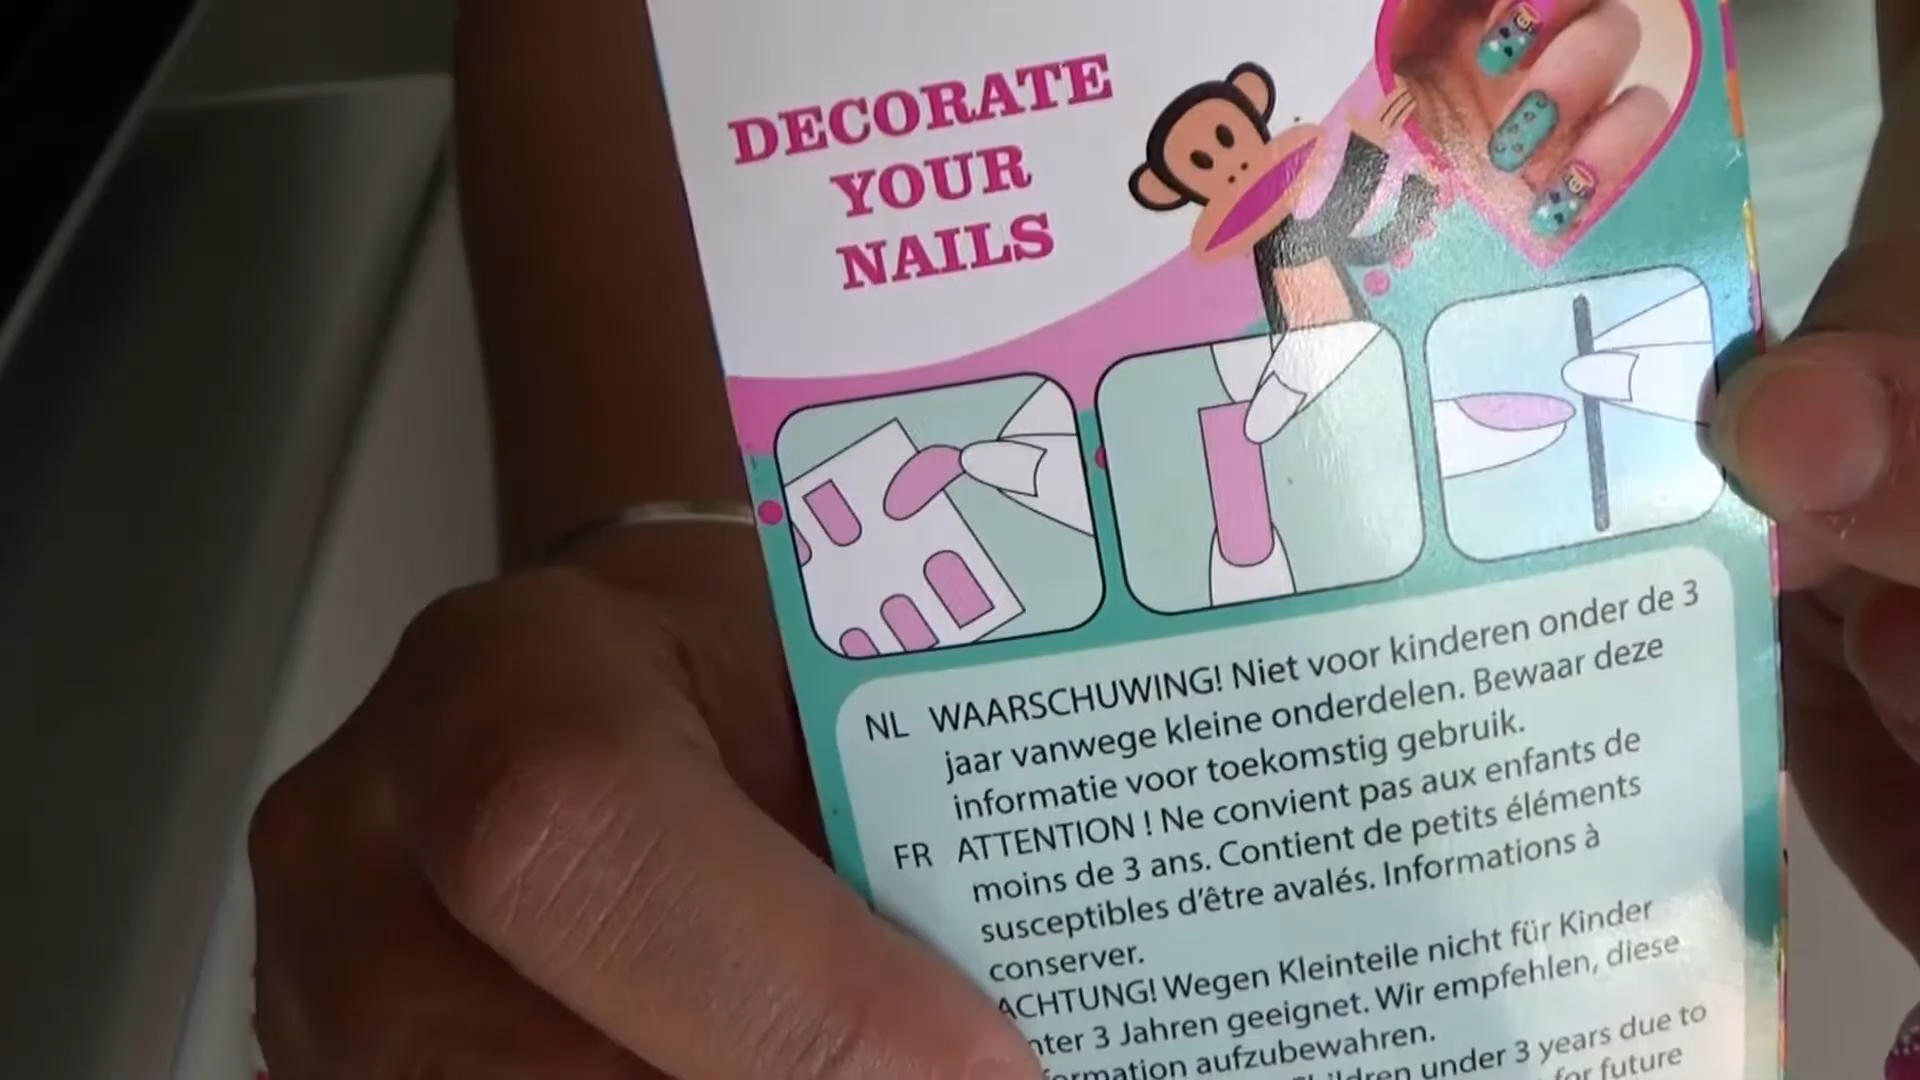 DECORATE
YOUR
NAILS
NL WAARSCHUWING! Niet voor kinderen onder de 3
jaar vanwege kleine onderdelen. Bewaar deze
informatie voor toekomstig gebruik.
FR ATTENTION ! Ne convient pas aux enfants de
moins de 3 ans. Contient de petits éléments
susceptibles d'être avalés. Informations à
conserver.
ACHTUNG! Wegen Kleinteile nicht für Kinder
nter 3 Jahren geeignet. Wir empfehlen, diese
ormation aufzubewahren.
ldren under 3 years due to
for future